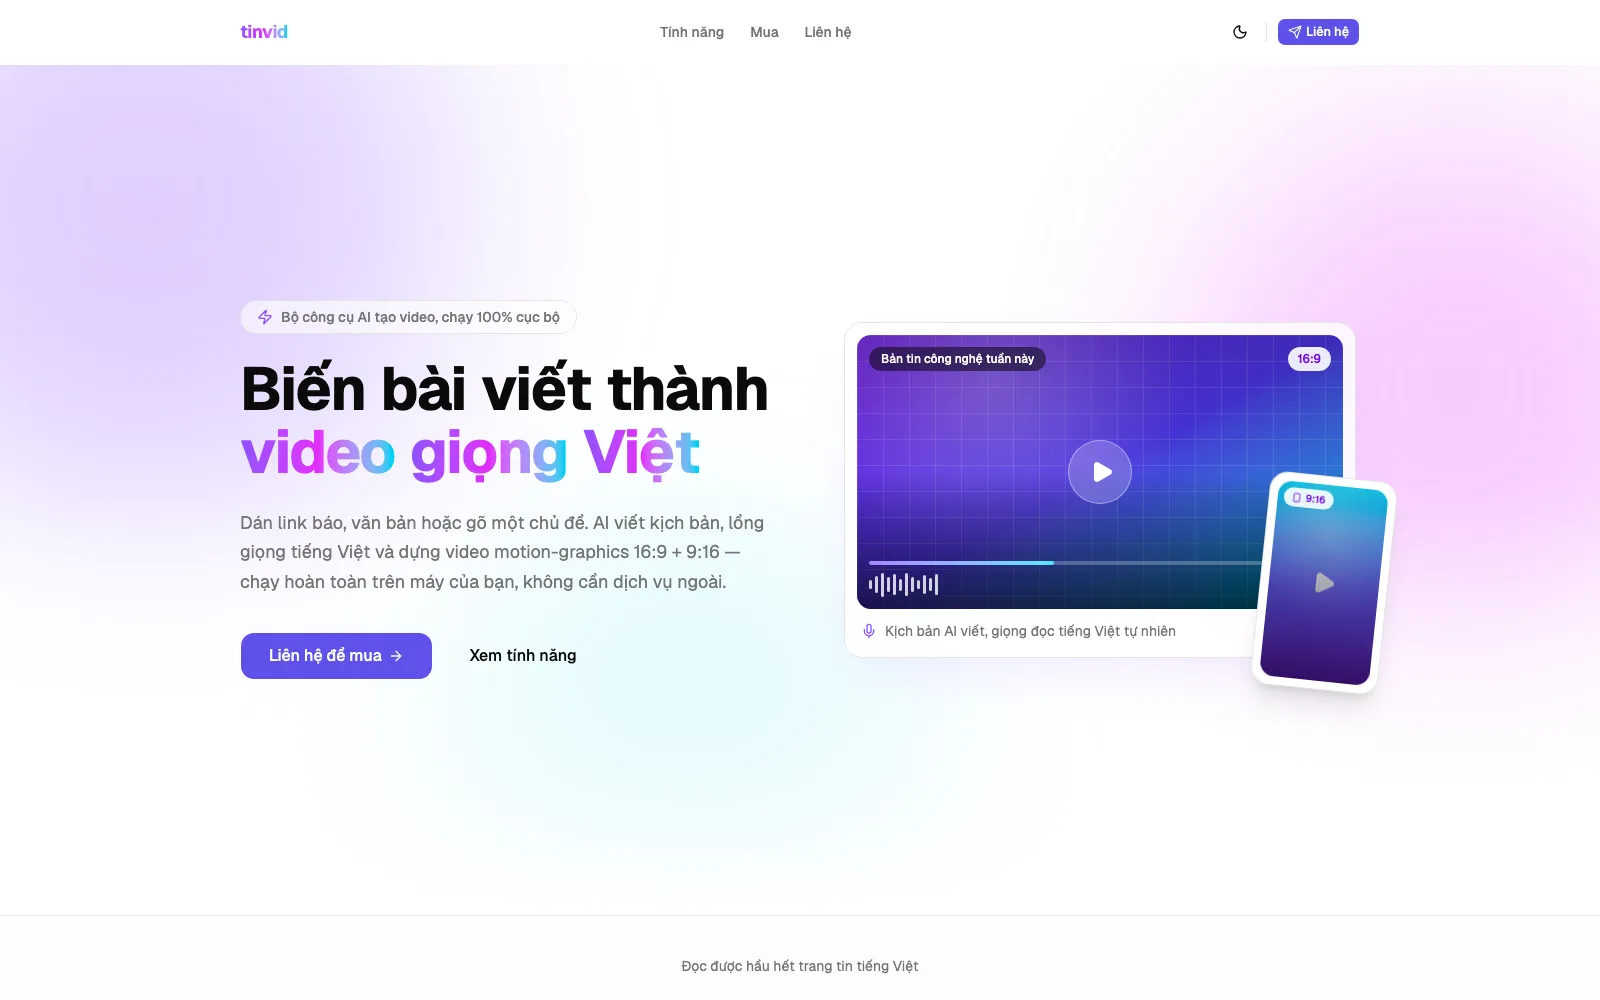 tinvid
Tính năng
Mua
Liên hệ
Liên hệ
Bộ công cụ AI tạo video, chạy 100% cục bộ
Biến bài viết thành
video giọng Việt
Dán link báo, văn bản hoặc gõ một chủ đề. AI viết kịch bản, lồng
giọng tiếng Việt và dựng video motion-graphics 16:9 + 9:16 —
chạy hoàn toàn trên máy của bạn, không cần dịch vụ ngoài.
Liên hệ để mua
Xem tính năng
Bản tin công nghệ tuần này
16:9
9:16
Kịch bản AI viết, giọng đọc tiếng Việt tự nhiên
Đọc được hầu hết trang tin tiếng Việt